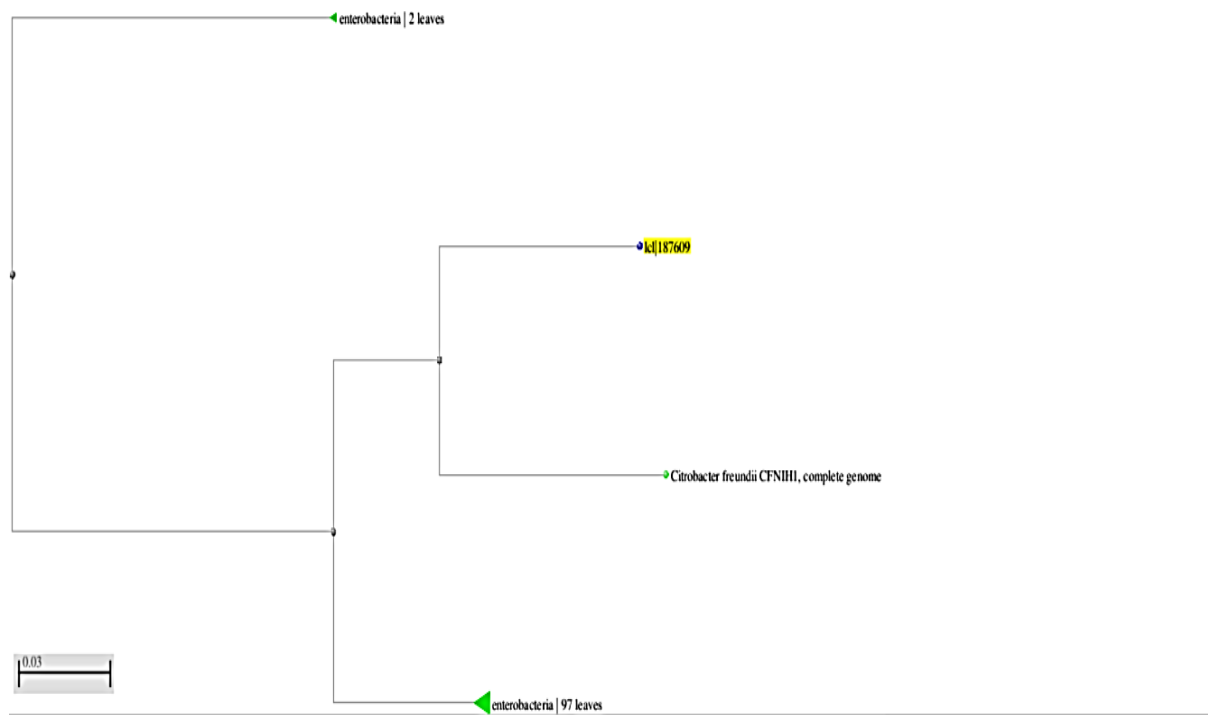 enterobacteria | 2 leaves
lcl|187609
Citrobacter freundii CFNIH1, complete genome
0.03
enterobacteria | 97 leaves